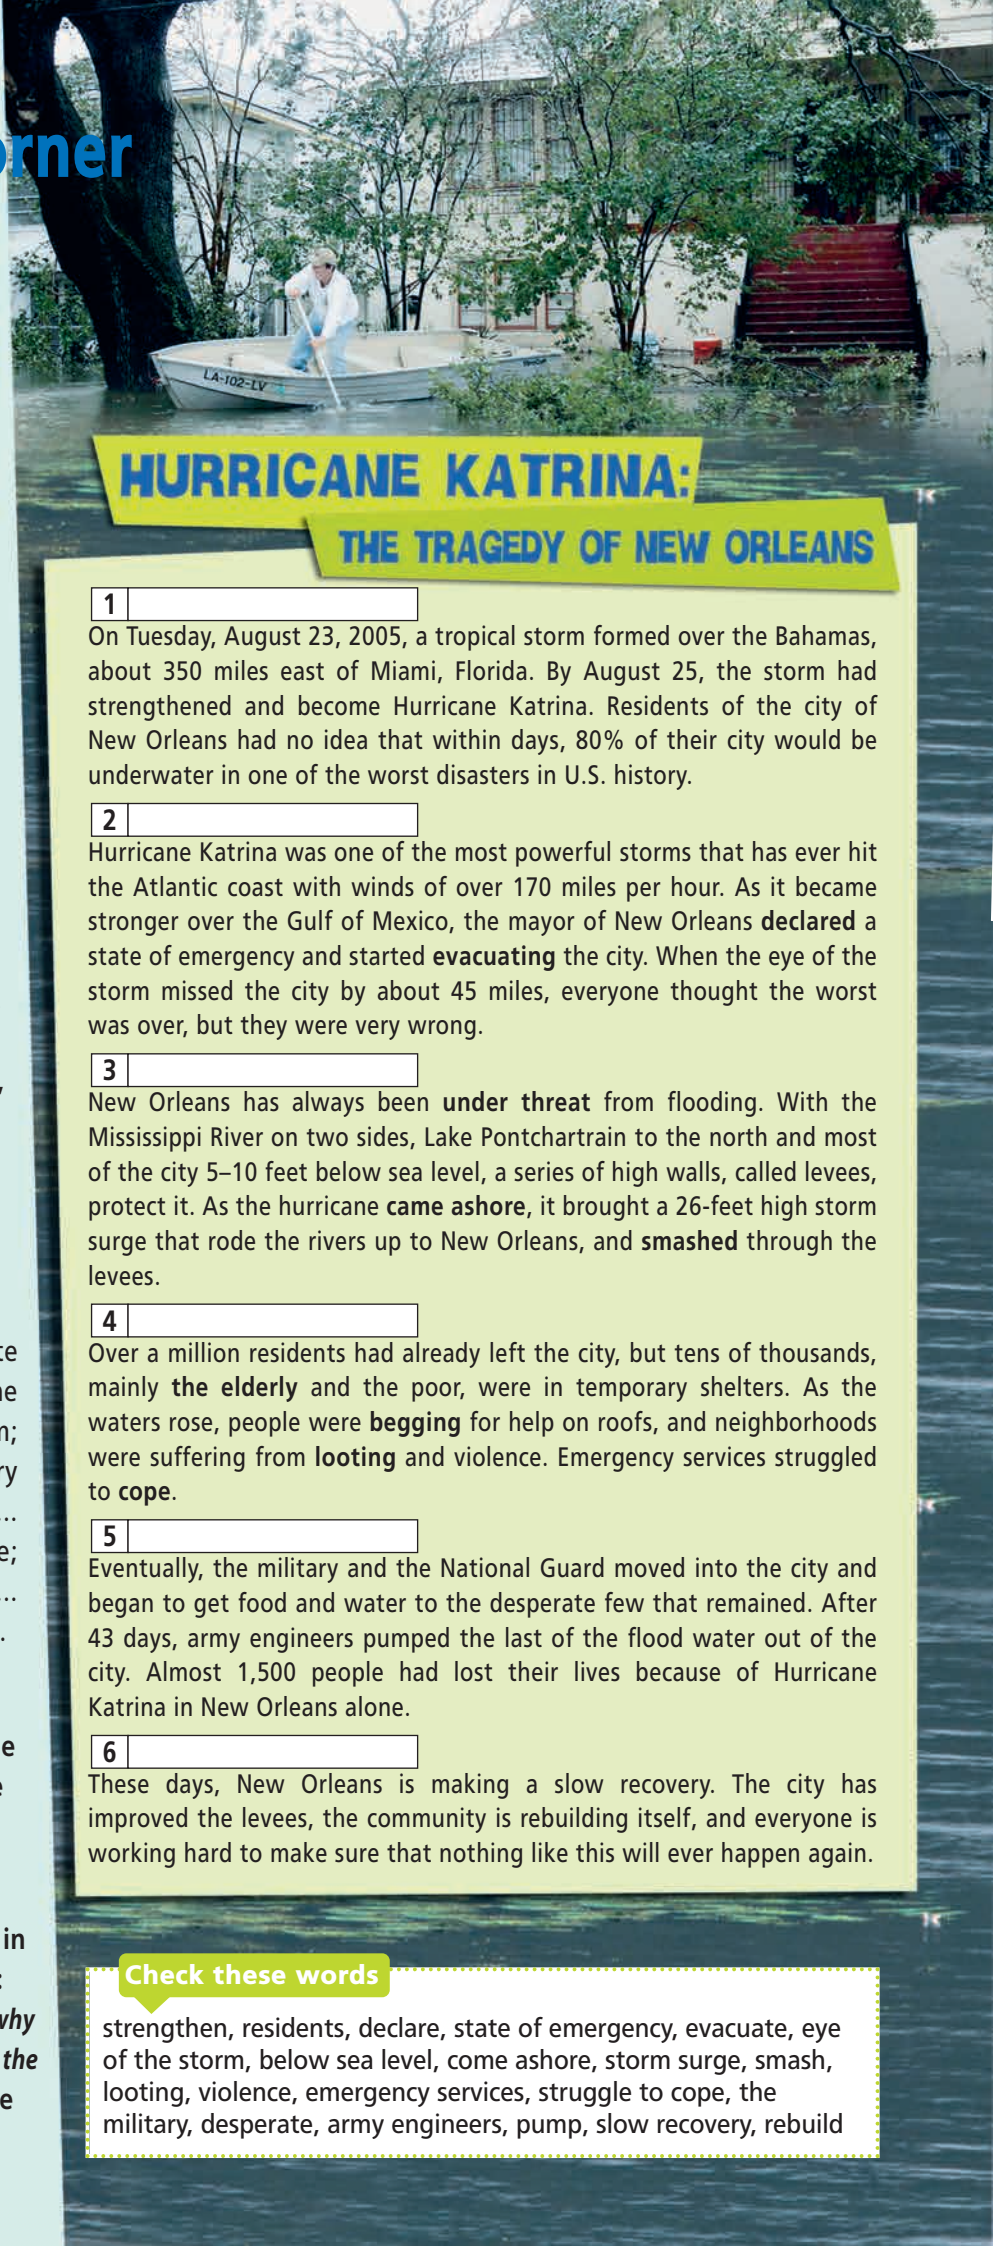 orner
LA-102-LV
HURRICANE KATRINA:
THE TRAGEDY OF NEW ORLEANS
1
On Tuesday, August 23, 2005, a tropical storm formed over the Bahamas,
about 350 miles east of Miami, Florida. By August 25, the storm had
strengthened and become Hurricane Katrina. Residents of the city of
New Orleans had no idea that within days, 80% of their city would be
underwater in one of the worst disasters in U.S. history.
2
Hurricane Katrina was one of the most powerful storms that has ever hit
the Atlantic coast with winds of over 170 miles per hour. As it became
stronger over the Gulf of Mexico, the mayor of New Orleans declared a
state of emergency and started evacuating the city. When the eye of the
storm missed the city by about 45 miles, everyone thought the worst
was over, but they were very wrong.
3
New Orleans has always been under threat from flooding. With the
Mississippi River on two sides, Lake Pontchartrain to the north and most
of the city 5–10 feet below sea level, a series of high walls, called levees,
protect it. As the hurricane came ashore, it brought a 26-feet high storm
surge that rode the rivers up to New Orleans, and smashed through the
levees.
4
Over a million residents had already left the city, but tens of thousands,
mainly the elderly and the poor, were in temporary shelters. As the
waters rose, people were begging for help on roofs, and neighborhoods
were suffering from looting and violence. Emergency services struggled
to cope.
5
Eventually, the military and the National Guard moved into the city and
began to get food and water to the desperate few that remained. After
43 days, army engineers pumped the last of the flood water out of the
city. Almost 1,500 people had lost their lives because of Hurricane
Katrina in New Orleans alone.
6
These days, New Orleans is making a slow recovery. The city has
improved the levees, the community is rebuilding itself, and everyone is
working hard to make sure that nothing like this will ever happen again.
in
why
the
Check these words
strengthen, residents, declare, state of emergency, evacuate, eye
of the storm, below sea level, come ashore, storm surge, smash,
looting, violence, emergency services, struggle to cope, the
military, desperate, army engineers, pump, slow recovery, rebuild